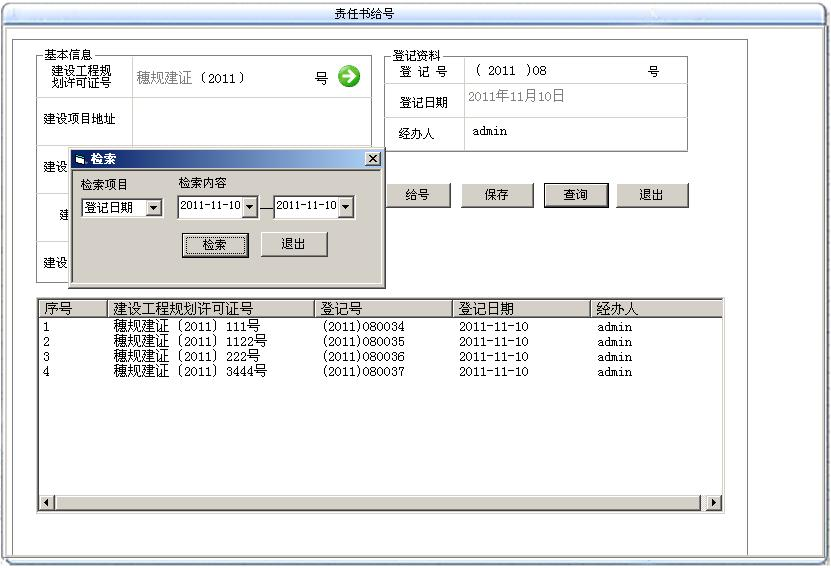 责任书给号
基本信息
建设工程规
划许可证号
穗规建证 (2011) 号
建设项目地址
建设
建
建设
登记资料
登 记 号 ( 2011 )08 号
登记日期 2011年11月10日
经办人 admin
给号 保存 查询 退出
检索
检索项目 检索内容
登记日期 2011-11-10 — 2011-11-10
检索 退出
序号 建设工程规划许可证号 登记号 登记日期 经办人
1 穗规建证〔2011〕111号 (2011)080034 2011-11-10 admin
2 穗规建证〔2011〕1122号 (2011)080035 2011-11-10 admin
3 穗规建证〔2011〕222号 (2011)080036 2011-11-10 admin
4 穗规建证〔2011〕3444号 (2011)080037 2011-11-10 admin